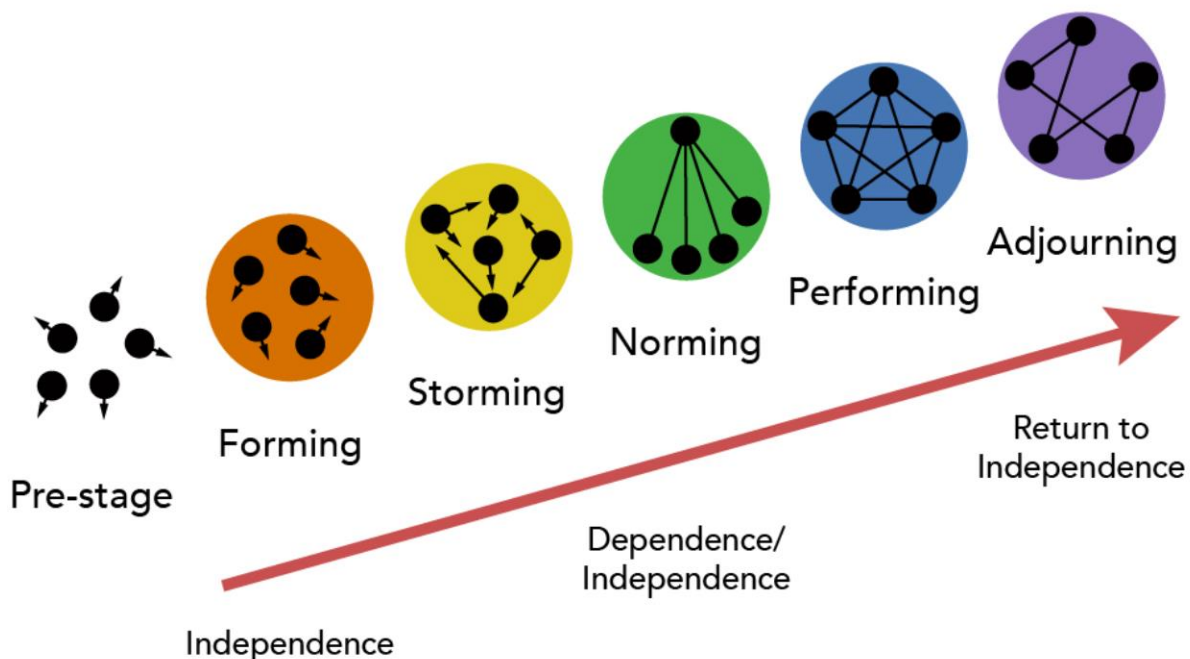 Pre-stage
Forming
Storming
Norming
Performing
Adjourning
Independence
Dependence/
Independence
Return to
Independence